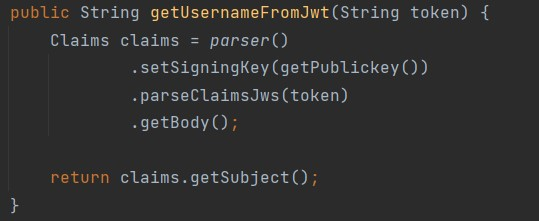 public String getUsernameFromJwt(String token) {
    Claims claims = parser()
            .setSigningKey(getPublickey())
            .parseClaimsJws(token)
            .getBody();

    return claims.getSubject();
}